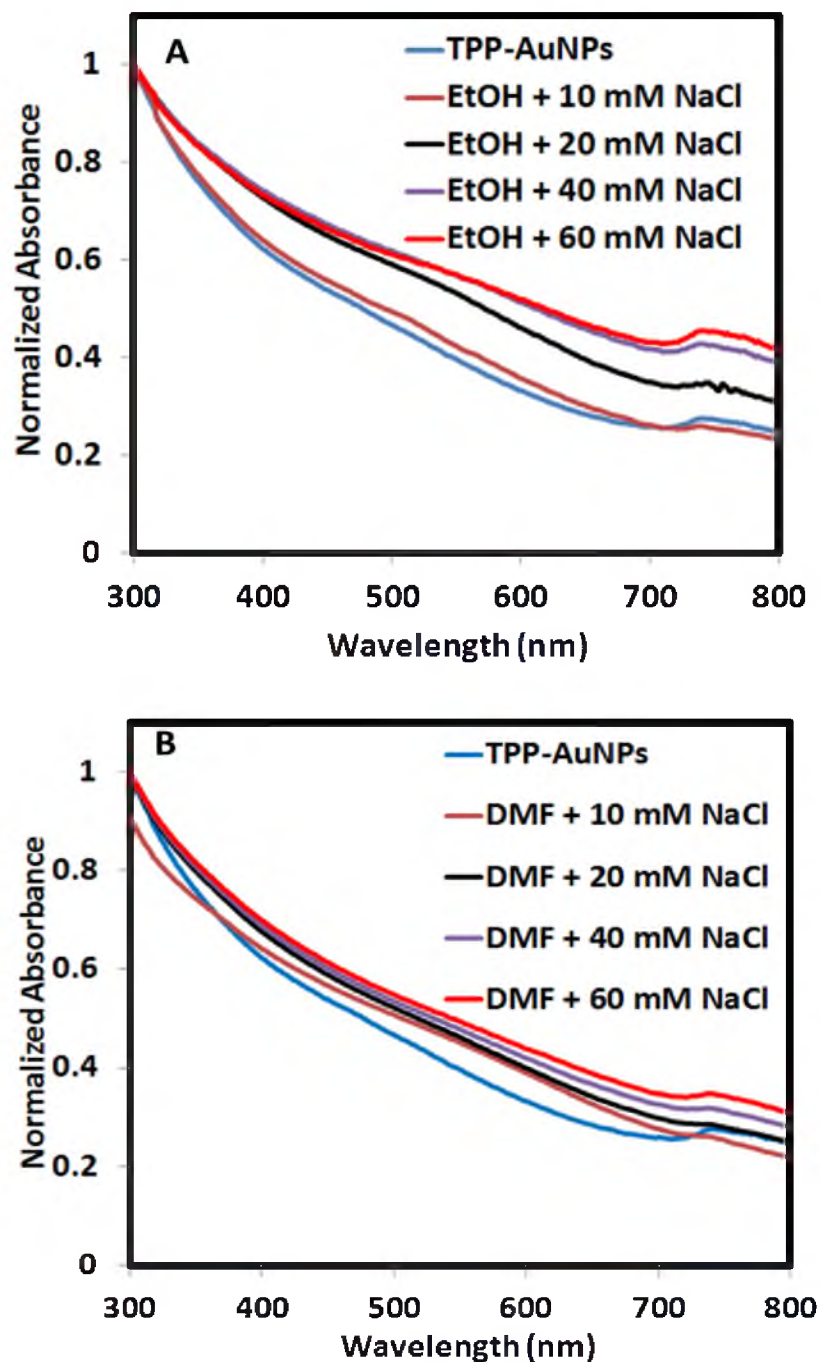 A
TPP-AuNPs
EtOH + 10 mM NaCl
EtOH + 20 mM NaCl
EtOH + 40 mM NaCl
EtOH + 60 mM NaCl
Normalized Absorbance
1
0.8
0.6
0.4
0.2
0
300 400 500 600 700 800
Wavelength (nm)
B
TPP-AuNPs
DMF + 10 mM NaCl
DMF + 20 mM NaCl
DMF + 40 mM NaCl
DMF + 60 mM NaCl
Normalized Absorbance
1
0.8
0.6
0.4
0.2
0
300 400 500 600 700 800
Wavelength (nm)